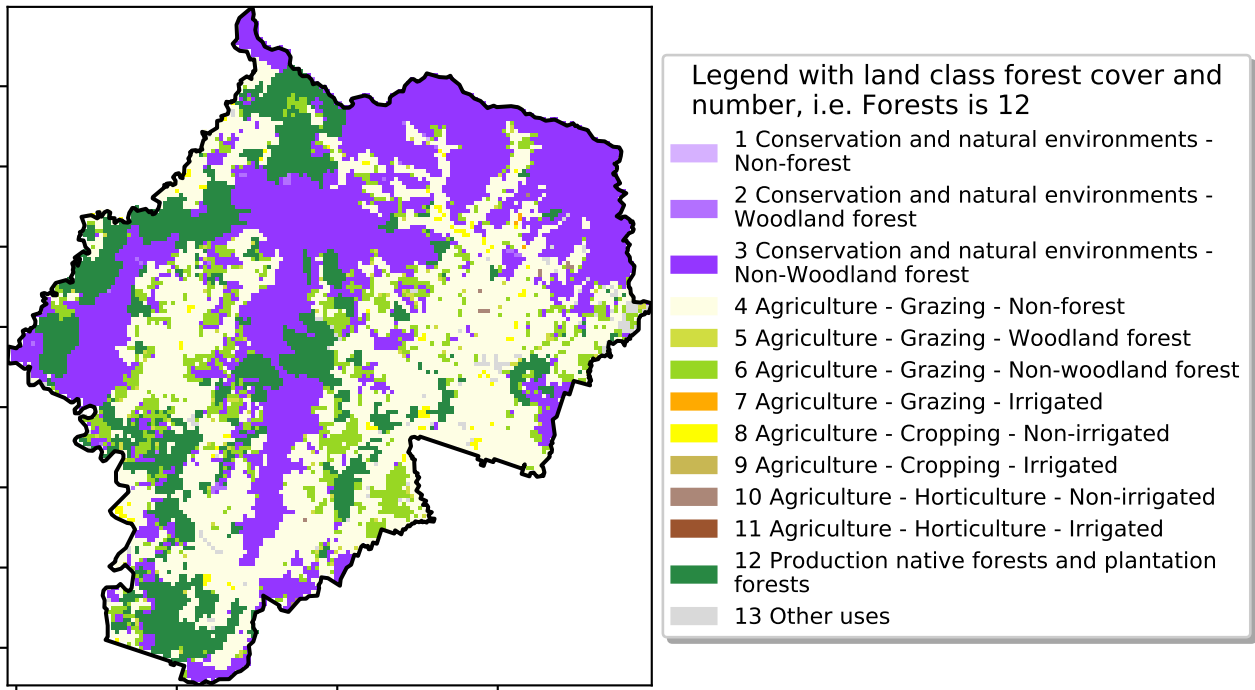 Legend with land class forest cover and
number, i.e. Forests is 12
1 Conservation and natural environments -
Non-forest
2 Conservation and natural environments -
Woodland forest
3 Conservation and natural environments -
Non-Woodland forest
4 Agriculture - Grazing - Non-forest
5 Agriculture - Grazing - Woodland forest
6 Agriculture - Grazing - Non-woodland forest
7 Agriculture - Grazing - Irrigated
8 Agriculture - Cropping - Non-irrigated
9 Agriculture - Cropping - Irrigated
10 Agriculture - Horticulture - Non-irrigated
11 Agriculture - Horticulture - Irrigated
12 Production native forests and plantation
forests
13 Other uses